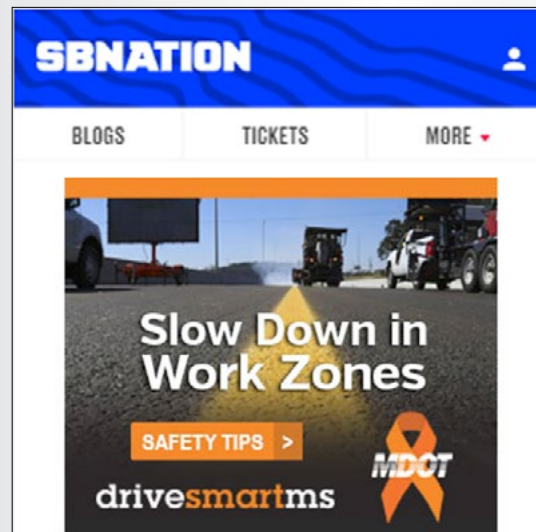 SBNATION
BLOGS TICKETS MORE
Slow Down in
Work Zones
SAFETY TIPS >
MDOT
drivesmartms